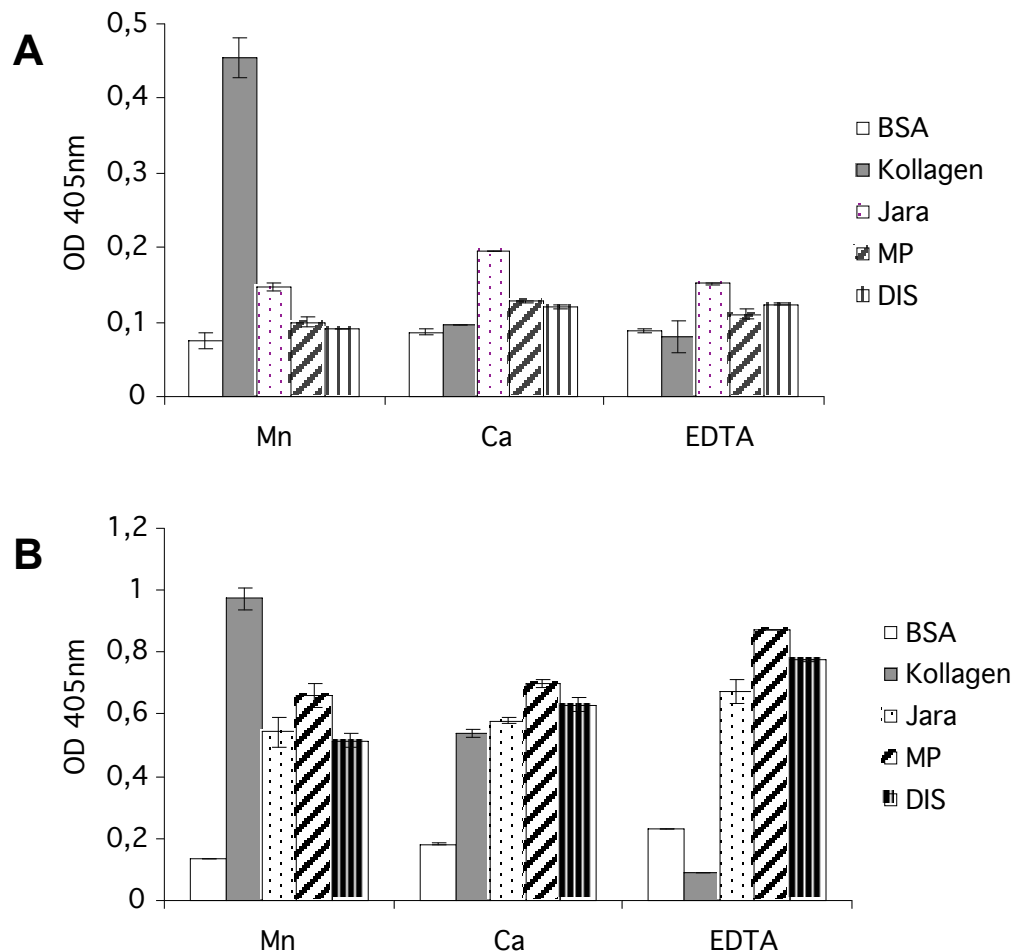 A
OD 405nm
0,5
0,4
0,3
0,2
0,1
0
Mn Ca EDTA
BSA
Kollagen
Jara
MP
DIS
B
OD 405nm
1,2
1
0,8
0,6
0,4
0,2
0
Mn Ca EDTA
BSA
Kollagen
Jara
MP
DIS